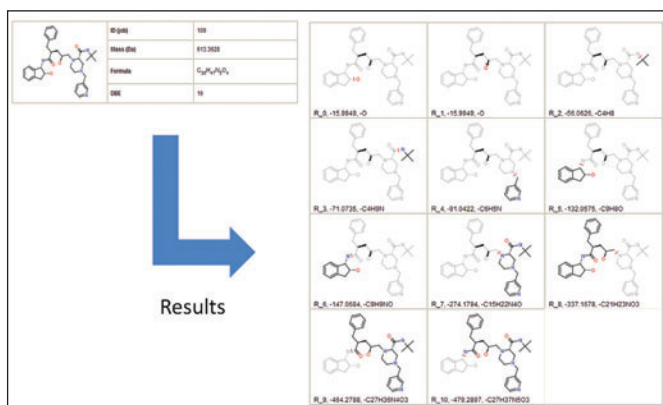 ID (job) 109
Mass (Da) 613.3628
Formula C36H47N5O4
DBE 16
R_0, -15.9949, -O
R_1, -15.9949, -O
R_2, -56.0626, -C4H8
R_3, -71.0735, -C4H9N
R_4, -91.0422, -C6H5N
R_5, -132.0575, -C9H8O
R_6, -147.0684, -C9H9NO
R_7, -274.1794, -C15H22N4O
R_8, -337.1678, -C21H23NO3
R_9, -464.2788, -C27H36N4O3
R_10, -479.2897, -C27H37N5O3
Results